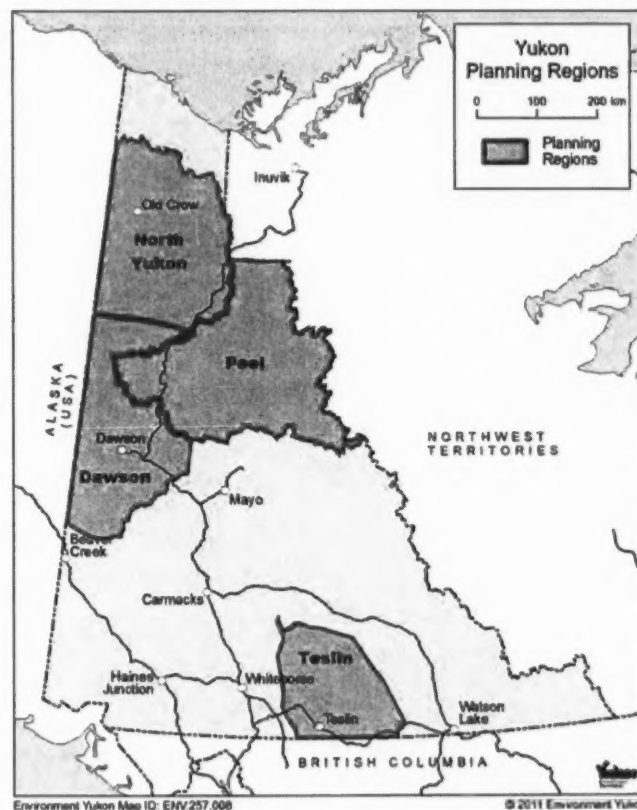 Yukon
Planning Regions
0 100 200 km
Planning
Regions
Inuvik
Old Crow
North
Yukon
Peel
ALASKA
(USA)
NORTHWEST
TERRITORIES
Dawson
Dawson
Mayo
Beaver
Creek
Carmacks
Teslin
Haines
Junction
Whitehorse
Teslin
Watson
Lake
BRITISH COLUMBIA
Environment Yukon Map ID: ENV.257.008
© 2011 Environment Yukon